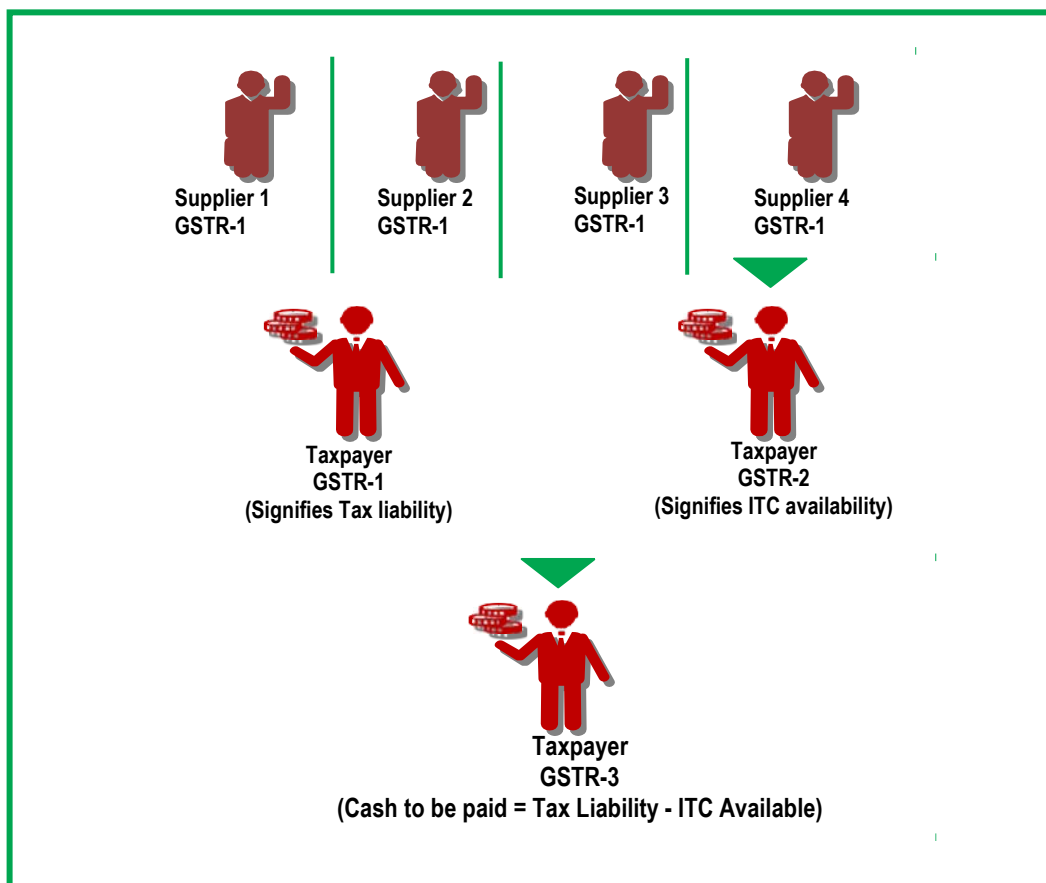 Supplier 1
GSTR-1
Supplier 2
GSTR-1
Supplier 3
GSTR-1
Supplier 4
GSTR-1
Taxpayer
GSTR-1
(Signifies Tax liability)
Taxpayer
GSTR-2
(Signifies ITC availability)
Taxpayer
GSTR-3
(Cash to be paid = Tax Liability - ITC Available)